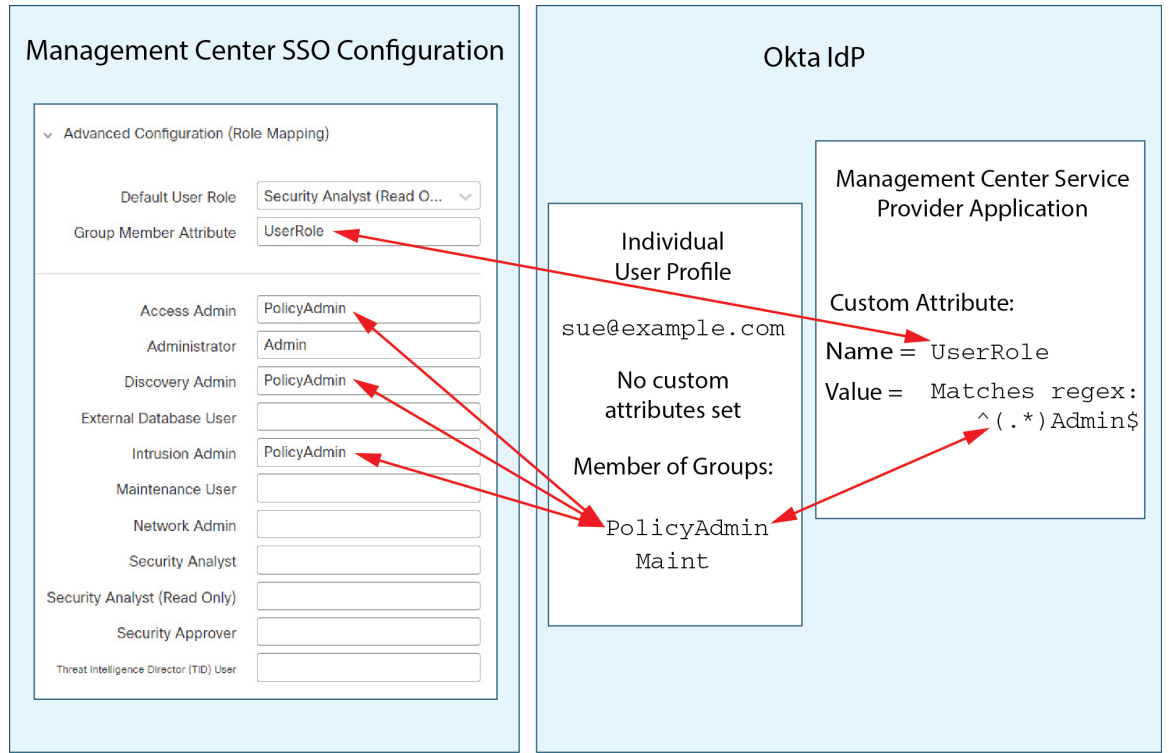 Management Center SSO Configuration
Advanced Configuration (Role Mapping)
Default User Role
Security Analyst (Read O...
Group Member Attribute
UserRole
Access Admin
PolicyAdmin
Administrator
Admin
Discovery Admin
PolicyAdmin
External Database User
Intrusion Admin
PolicyAdmin
Maintenance User
Network Admin
Security Analyst
Security Analyst (Read Only)
Security Approver
Threat Intelligence Director (TID) User
Okta IdP
Individual
User Profile
sue@example.com
No custom
attributes set
Member of Groups:
PolicyAdmin
Maint
Management Center Service
Provider Application
Custom Attribute:
Name = UserRole
Value = Matches regex:
^(.*)Admin$